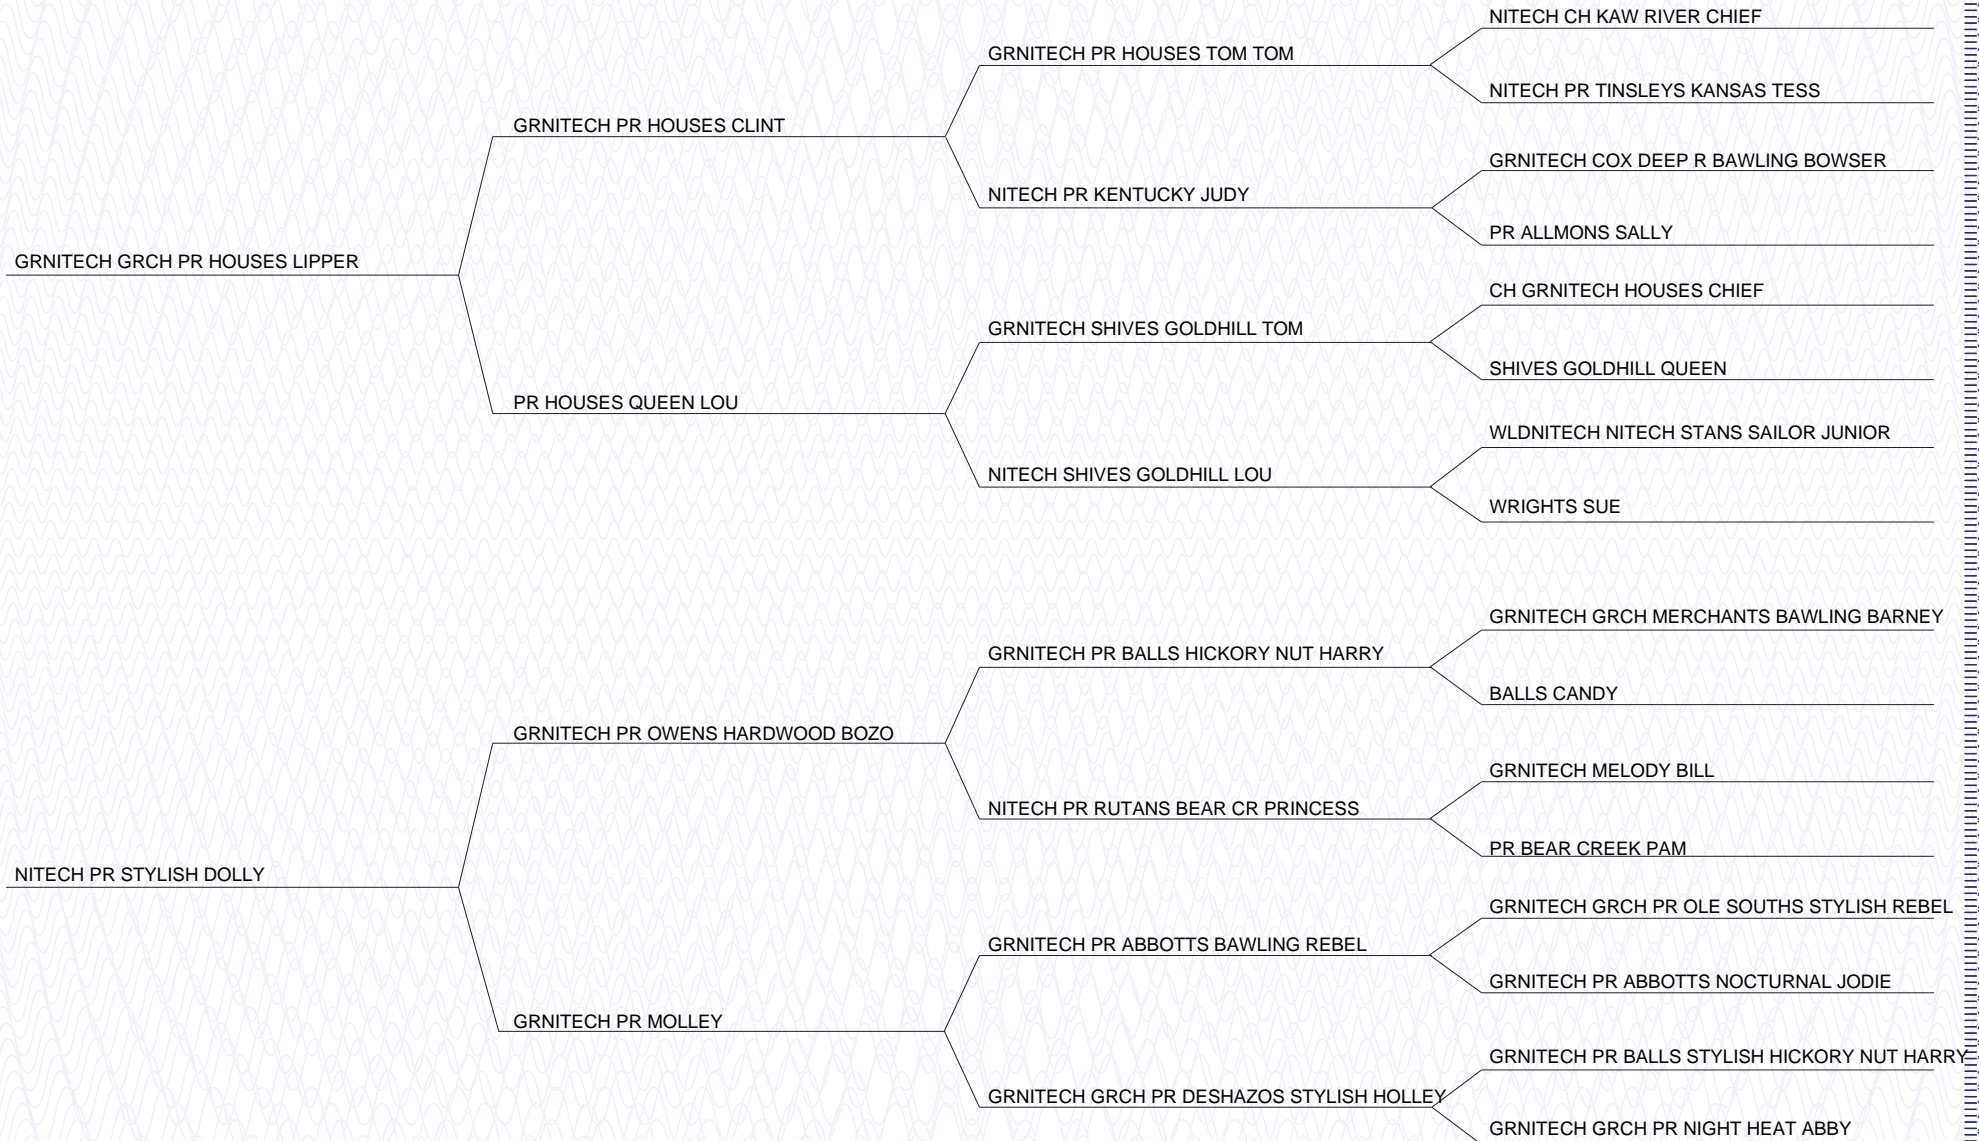 NITECH CH KAW RIVER CHIEF
GRNITECH PR HOUSES TOM TOM
NITECH PR TINSLEYS KANSAS TESS
GRNITECH PR HOUSES CLINT
GRNITECH COX DEEP R BAWLING BOWSER
NITECH PR KENTUCKY JUDY
PR ALLMONS SALLY
GRNITECH GRCH PR HOUSES LIPPER
CH GRNITECH HOUSES CHIEF
GRNITECH SHIVES GOLDHILL TOM
SHIVES GOLDHILL QUEEN
PR HOUSES QUEEN LOU
WLDNITECH NITECH STANS SAILOR JUNIOR
NITECH SHIVES GOLDHILL LOU
WRIGHTS SUE
GRNITECH GRCH MERCHANTS BAWLING BARNEY
GRNITECH PR BALLS HICKORY NUT HARRY
BALLS CANDY
GRNITECH PR OWENS HARDWOOD BOZO
GRNITECH MELODY BILL
NITECH PR RUTANS BEAR CR PRINCESS
PR BEAR CREEK PAM
NITECH PR STYLISH DOLLY
GRNITECH GRCH PR OLE SOUTHS STYLISH REBEL
GRNITECH PR ABBOTTS BAWLING REBEL
GRNITECH PR ABBOTTS NOCTURNAL JODIE
GRNITECH PR MOLLEY
GRNITECH PR BALLS STYLISH HICKORY NUT HARRY
GRNITECH GRCH PR DESHAZOS STYLISH HOLLEY
GRNITECH GRCH PR NIGHT HEAT ABBY